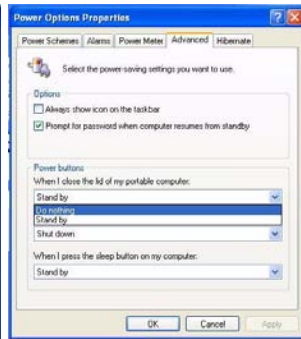 Power Options Properties
Power Schemes Alarms Power Meter Advanced Hibernate
Select the power-saving settings you want to use.
Options
Always show icon on the taskbar
Prompt for password when computer resumes from standby
Power buttons
When I close the lid of my portable computer:
Stand by
Do nothing
Stand by
Shut down
When I press the sleep button on my computer:
Stand by
OK Cancel Apply